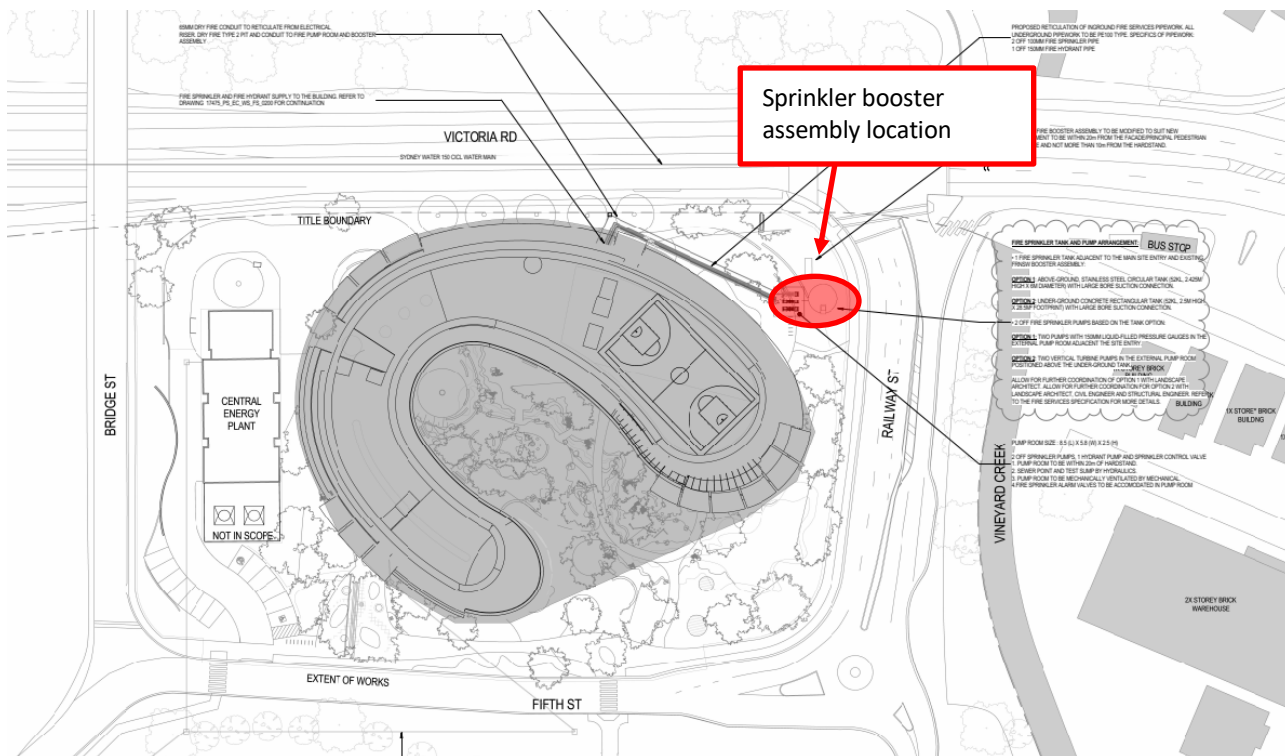 65MM DRY FIRE CONDUIT TO RETICULATE FROM ELECTRICAL
RISER, DRY FIRE TYPE 2 PIT AND CONDUIT TO FIRE PUMP ROOM AND BOOSTER
ASSEMBLY
FIRE SPRINKLER AND FIRE HYDRANT SUPPLY TO THE BUILDING. REFER TO
DRAWING 17475_PS_EC_WS_FS_0200 FOR CONTINUATION
PROPOSED RETICULATION OF INGROUND FIRE SERVICES PIPEWORK. ALL
UNDERGROUND PIPEWORK TO BE PE100 TYPE. SPECIFICS OF PIPEWORK:
2 OFF 100MM FIRE SPRINKLER PIPE
1 OFF 150MM FIRE HYDRANT PIPE
Sprinkler booster
assembly location
FIRE BOOSTER ASSEMBLY TO BE MODIFIED TO SUIT NEW
TO BE WITHIN 20m FROM THE FACADE/PRINCIPAL PEDESTRIAN
AND NOT MORE THAN 10m FROM THE HARDSTAND.
VICTORIA RD
SYDNEY WATER 150 CICL WATER MAIN
TITLE BOUNDARY
BRIDGE ST
CENTRAL
ENERGY
PLANT
NOT IN SCOPE
RAILWAY ST
VINEYARD CREEK
BUS STOP
FIRE SPRINKLER TANK AND PUMP ARRANGEMENT:
- 1 FIRE SPRINKLER TANK ADJACENT TO THE MAIN SITE ENTRY AND EXISTING
FRNSW BOOSTER ASSEMBLY:
OPTION 1: ABOVE-GROUND, STAINLESS STEEL CIRCULAR TANK (52KL, 2.425M
HIGH X 6M DIAMETER) WITH LARGE BORE SUCTION CONNECTION.
OPTION 2: UNDER-GROUND CONCRETE RECTANGULAR TANK (52KL, 2.5M HIGH
FOOTPRINT) WITH LARGE BORE SUCTION CONNECTION.
- 2 OFF FIRE SPRINKLER PUMPS BASED ON THE TANK OPTION:
OPTION 1: TWO PUMPS WITH 150MM LIQUID-FILLED PRESSURE GAUGES IN THE
EXTERNAL PUMP ROOM ADJACENT THE SITE ENTRY
OPTION 2: TWO VERTICAL TURBINE PUMPS IN THE EXTERNAL PUMP ROOM
POSITIONED ABOVE THE UNDER-GROUND TANK
ALLOW FOR FURTHER COORDINATION OF OPTION 1 WITH LANDSCAPE
ARCHITECT. ALLOW FOR FURTHER COORDINATION FOR OPTION 2 WITH
LANDSCAPE ARCHITECT, CIVIL ENGINEER AND STRUCTURAL ENGINEER. REFER
TO THE FIRE SERVICES SPECIFICATION FOR MORE DETAILS.
STOREY BRICK
BUILDING
1X STOREY BRICK
BUILDING
PUMP ROOM SIZE : 8.5 (L) X 5.8 (W) X 2.5 (H)
2 OFF SPRINKLER PUMPS, 1 HYDRANT PUMP AND SPRINKLER CONTROL VALVE
1. PUMP ROOM TO BE WITHIN 20m OF HARDSTAND.
2. SEWER POINT AND TEST SUMP BY HYDRAULICS.
3. PUMP ROOM TO BE MECHANICALLY VENTILATED BY MECHANICAL
4.FIRE SPRINKLER ALARM VALVES TO BE ACCOMODATED IN PUMP ROOM
2X STOREY BRICK
WAREHOUSE
EXTENT OF WORKS
FIFTH ST